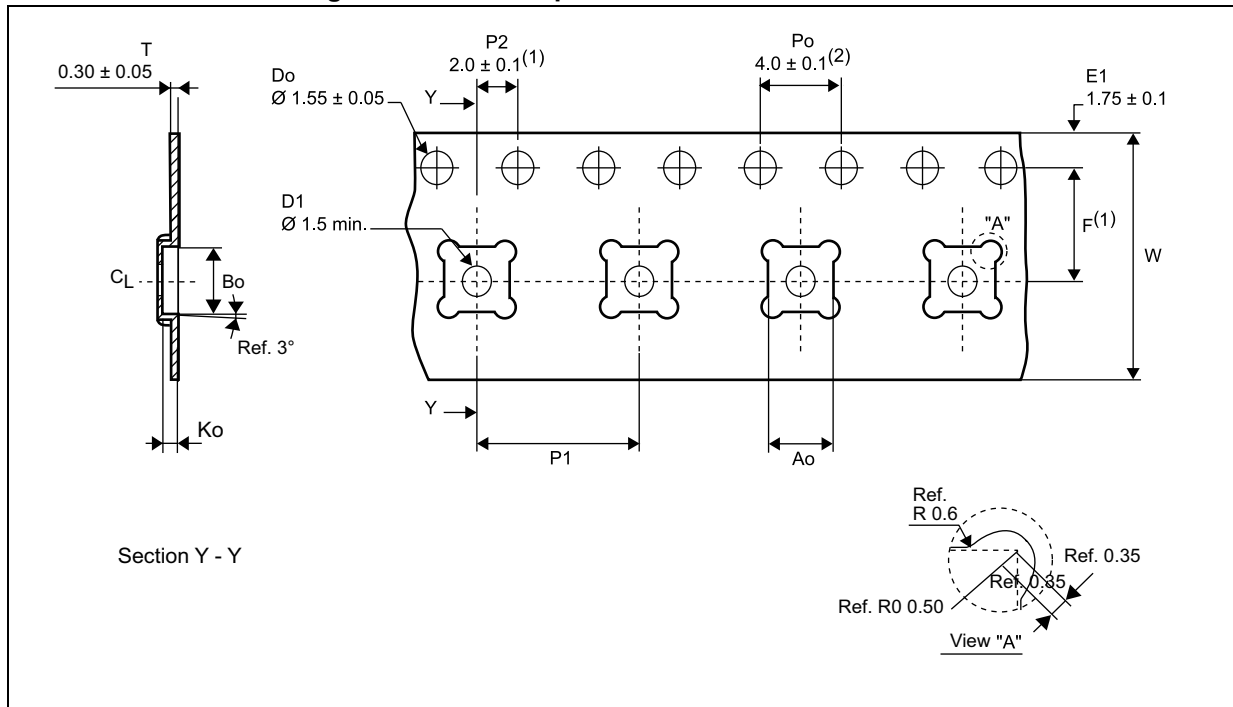 T
0.30 ± 0.05
Do
Ø 1.55 ± 0.05
P2
2.0 ± 0.1(1)
Po
4.0 ± 0.1(2)
E1
1.75 ± 0.1
Y
D1
Ø 1.5 min.
"A"
F(1)
W
CL
Bo
Ref. 3°
Ko
Y
P1
Ao
Section Y - Y
Ref.
R 0.6
Ref. 0.35
Ref. 0.35
Ref. R0 0.50
View "A"